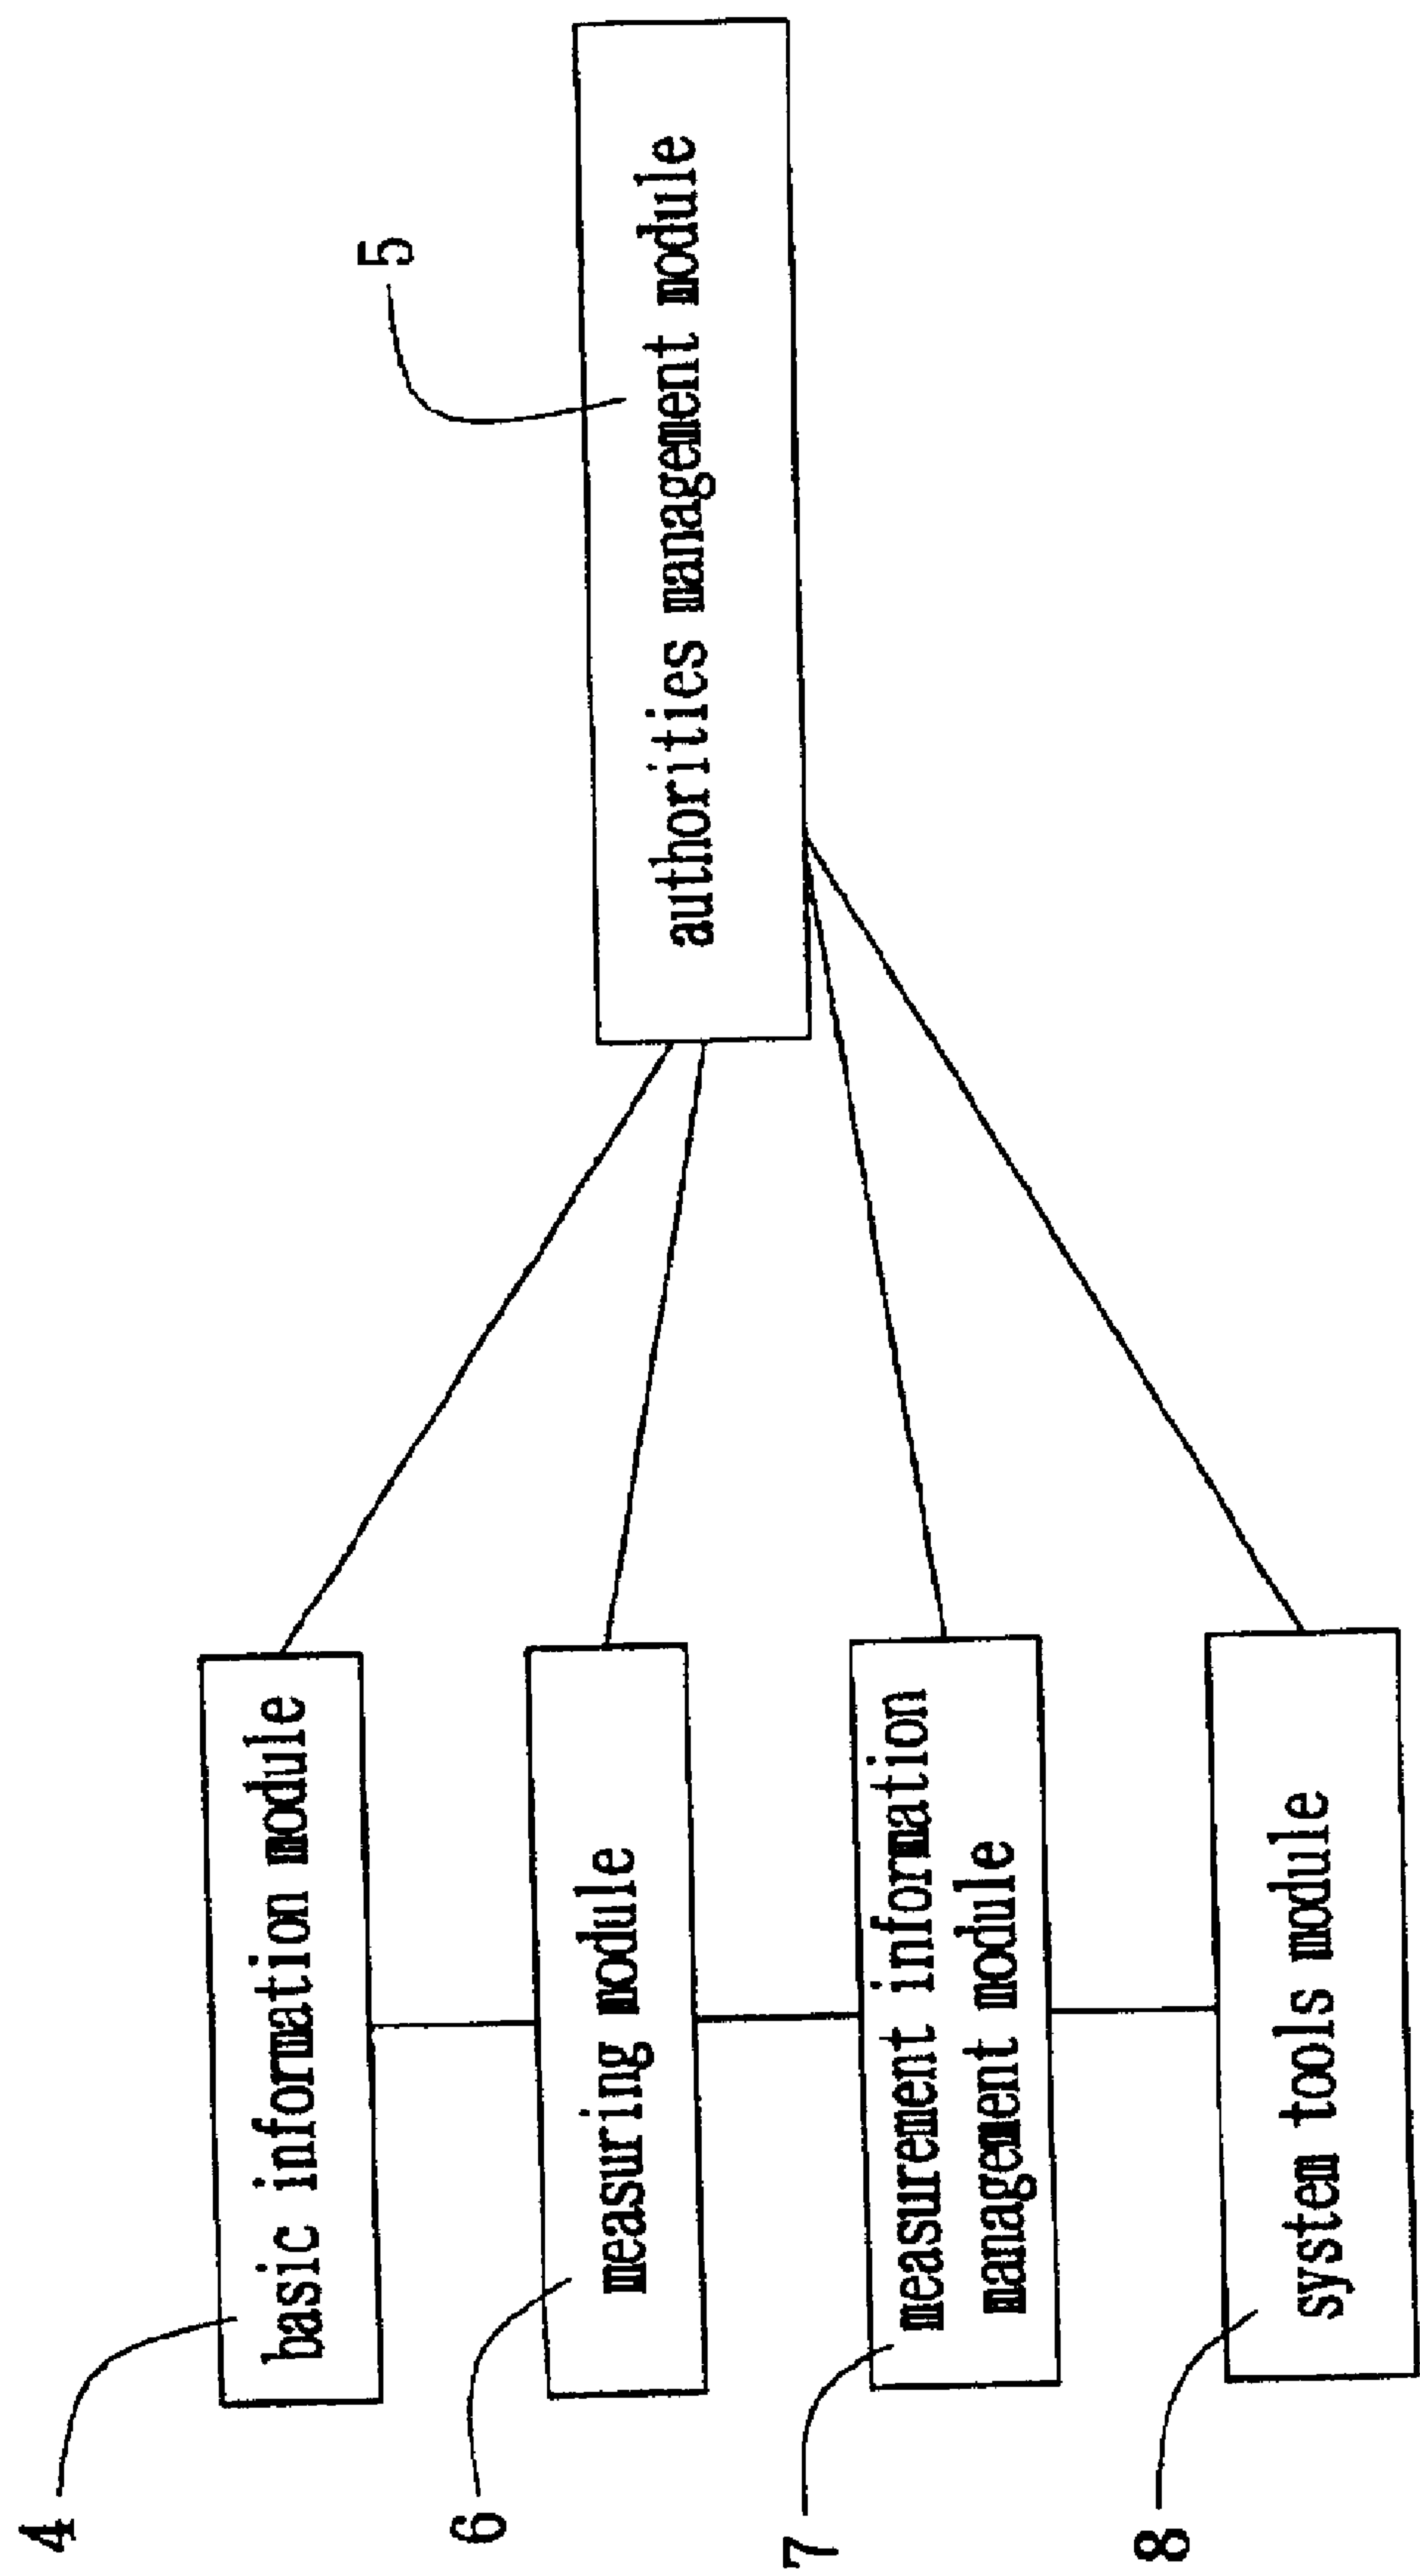 4
basic information module
6
measuring module
5
authorities management module
7
measurement information
management module
8
system tools module